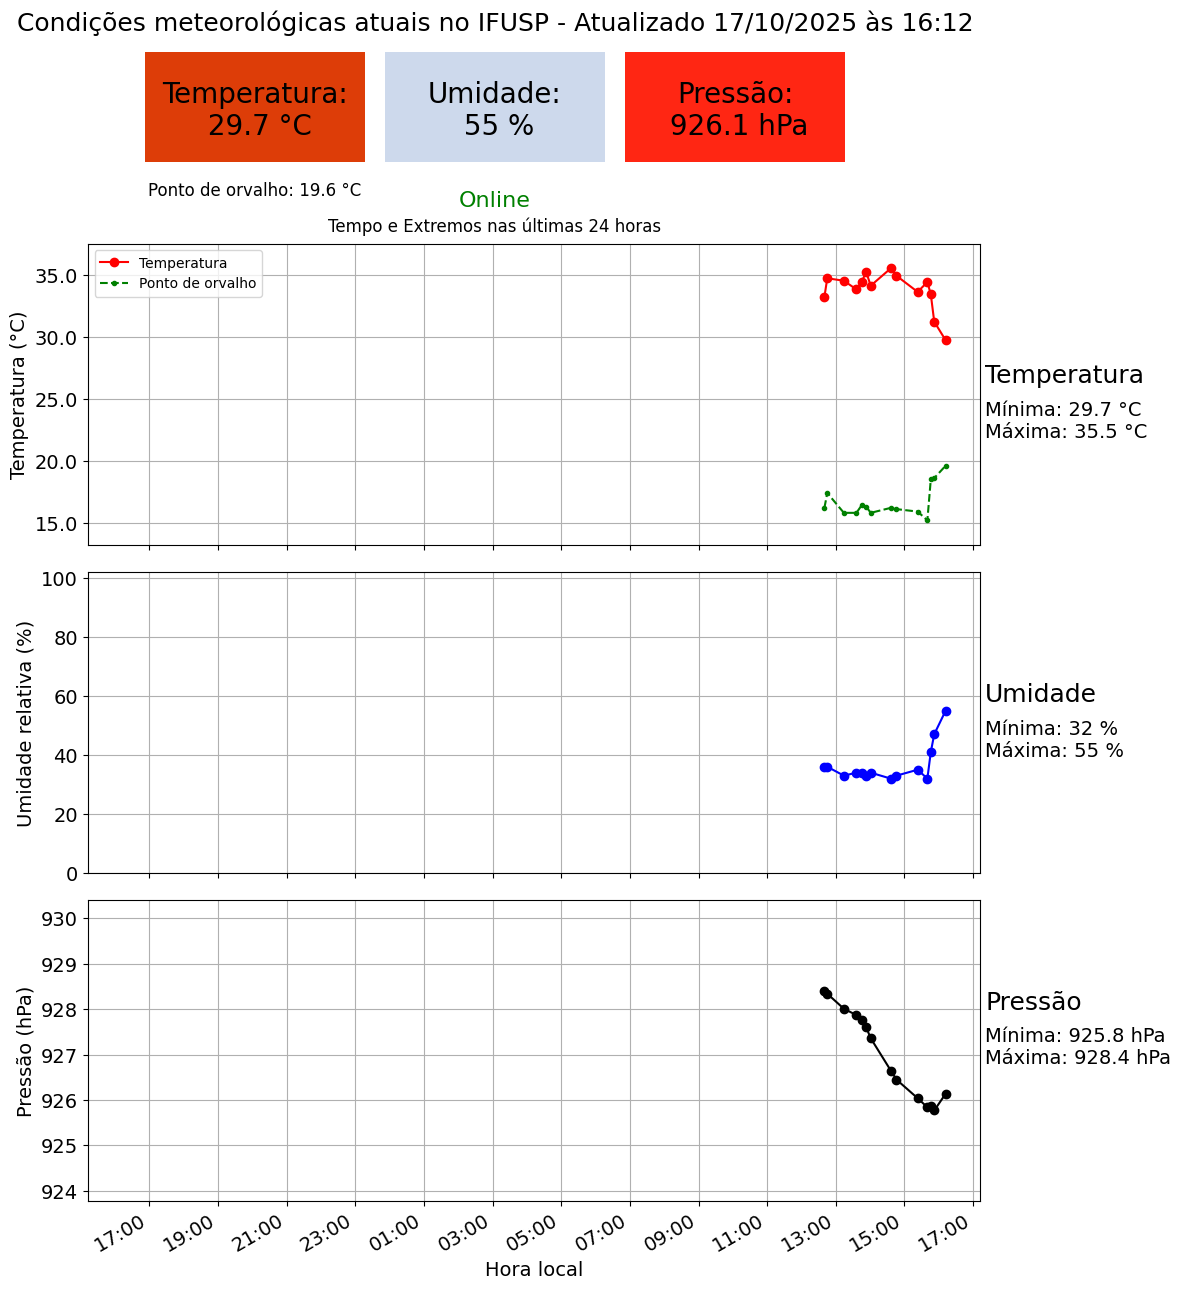 Condições meteorológicas atuais no IFUSP - Atualizado 17/10/2025 às 16:12
Temperatura:
29.7 °C
Umidade:
55 %
Pressão:
926.1 hPa
Ponto de orvalho: 19.6 °C
Online
Tempo e Extremos nas últimas 24 horas
Temperatura
Ponto de orvalho
Temperatura (°C)
35.0
30.0
25.0
20.0
15.0
Temperatura
Mínima: 29.7 °C
Máxima: 35.5 °C
Umidade relativa (%)
100
80
60
40
20
0
Umidade
Mínima: 32 %
Máxima: 55 %
Pressão (hPa)
930
929
928
927
926
925
924
Pressão
Mínima: 925.8 hPa
Máxima: 928.4 hPa
17:00
19:00
21:00
23:00
01:00
03:00
05:00
07:00
09:00
11:00
13:00
15:00
17:00
Hora local